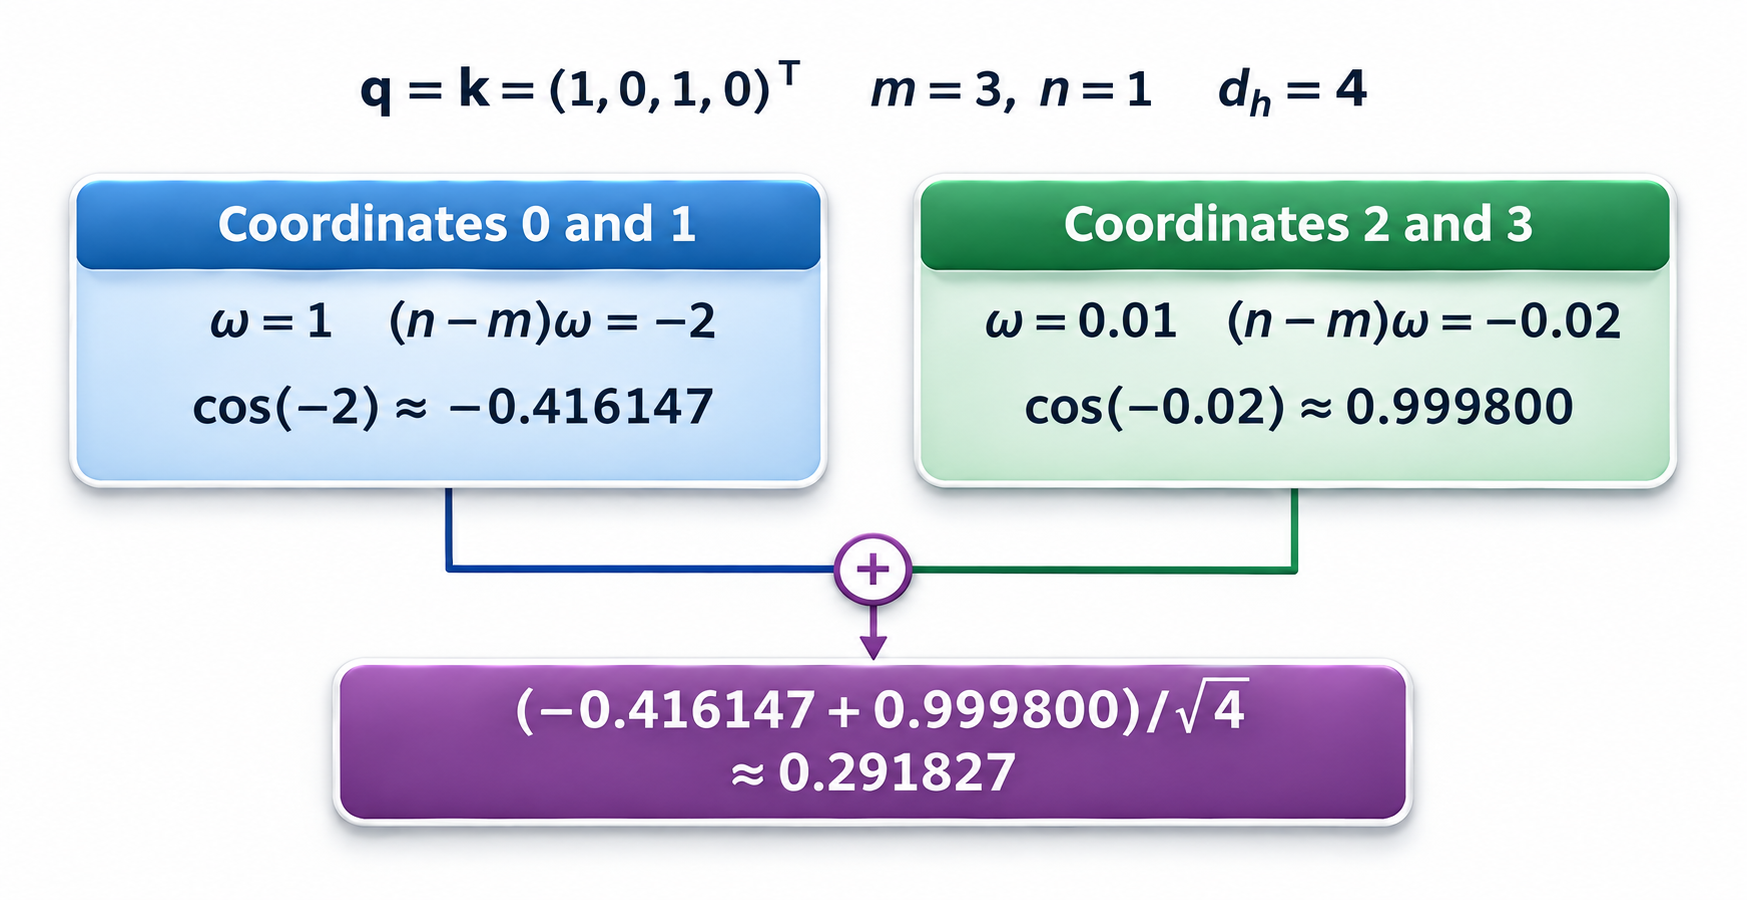 q = k = (1, 0, 1, 0)ᵀ m = 3, n = 1 dₕ = 4
Coordinates 0 and 1
ω = 1 (n − m)ω = −2
cos(−2) ≈ −0.416147
Coordinates 2 and 3
ω = 0.01 (n − m)ω = −0.02
cos(−0.02) ≈ 0.999800
+
(−0.416147 + 0.999800)/√4
≈ 0.291827